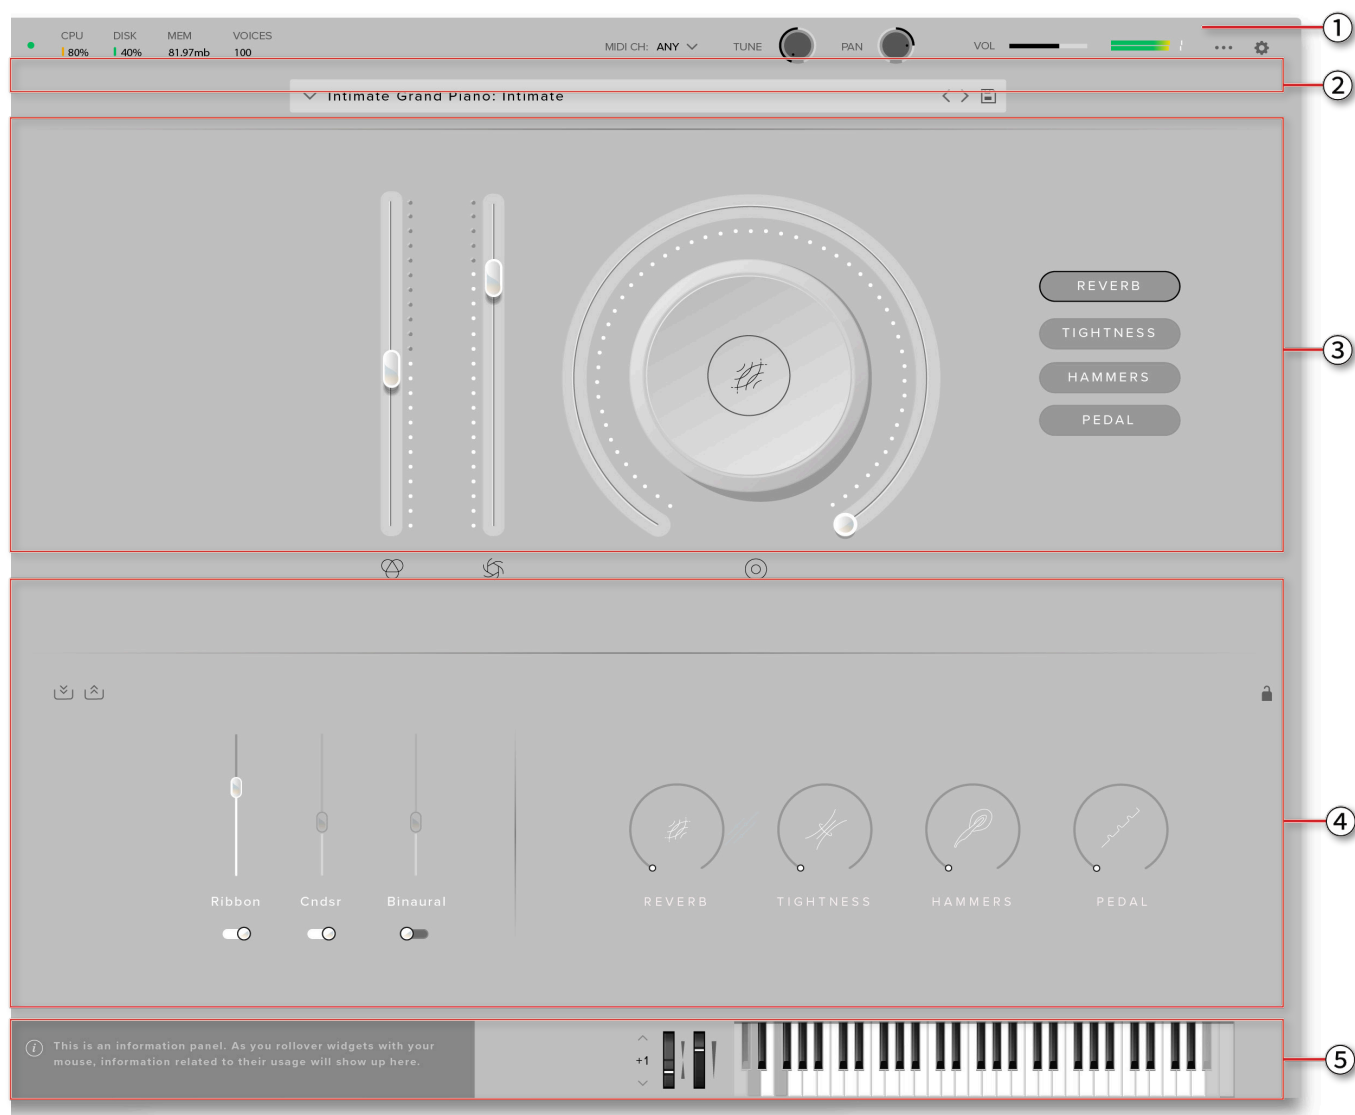 CPU DISK MEM VOICES
80% 40% 81.97mb 100
MIDI CH: ANY TUNE PAN VOL
1
2
Intimate Grand Piano: Intimate
REVERB
TIGHTNESS
3
HAMMERS
PEDAL
4
Ribbon Cndsr Binaural
REVERB TIGHTNESS HAMMERS PEDAL
This is an information panel. As you rollover widgets with your
mouse, information related to their usage will show up here.
+1
5